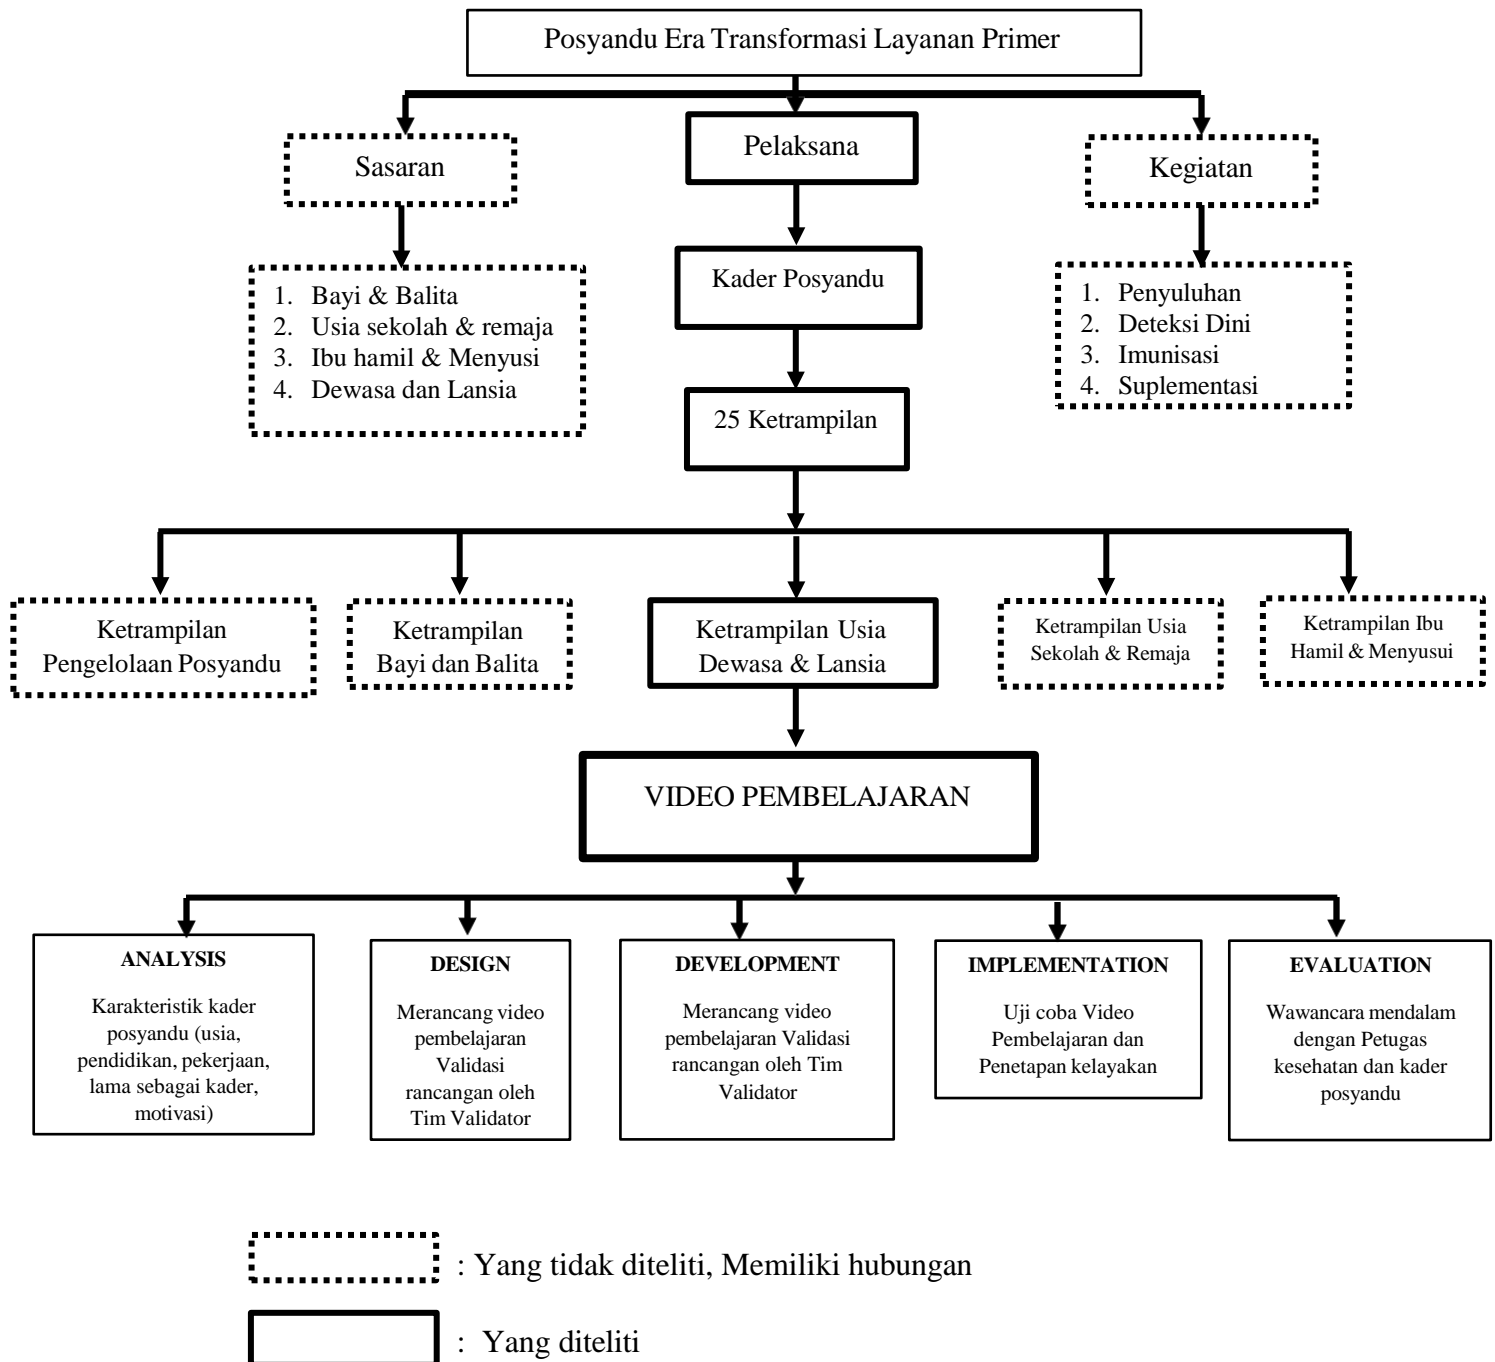 Posyandu Era Transformasi Layanan Primer
Sasaran
Pelaksana
Kegiatan
1. Bayi & Balita
2. Usia sekolah & remaja
3. Ibu hamil & Menyusi
4. Dewasa dan Lansia
Kader Posyandu
1. Penyuluhan
2. Deteksi Dini
3. Imunisasi
4. Suplementasi
25 Ketrampilan
Ketrampilan
Pengelolaan Posyandu
Ketrampilan
Bayi dan Balita
Ketrampilan Usia
Dewasa & Lansia
Ketrampilan Usia
Sekolah & Remaja
Ketrampilan Ibu
Hamil & Menyusui
VIDEO PEMBELAJARAN
ANALYSIS
Karakteristik kader
posyandu (usia,
pendidikan, pekerjaan,
lama sebagai kader,
motivasi)
DESIGN
Merancang video
pembelajaran
Validasi
rancangan oleh
Tim Validator
DEVELOPMENT
Merancang video
pembelajaran Validasi
rancangan oleh Tim
Validator
IMPLEMENTATION
Uji coba Video
Pembelajaran dan
Penetapan kelayakan
EVALUATION
Wawancara mendalam
dengan Petugas
kesehatan dan kader
posyandu
: Yang tidak diteliti, Memiliki hubungan
: Yang diteliti